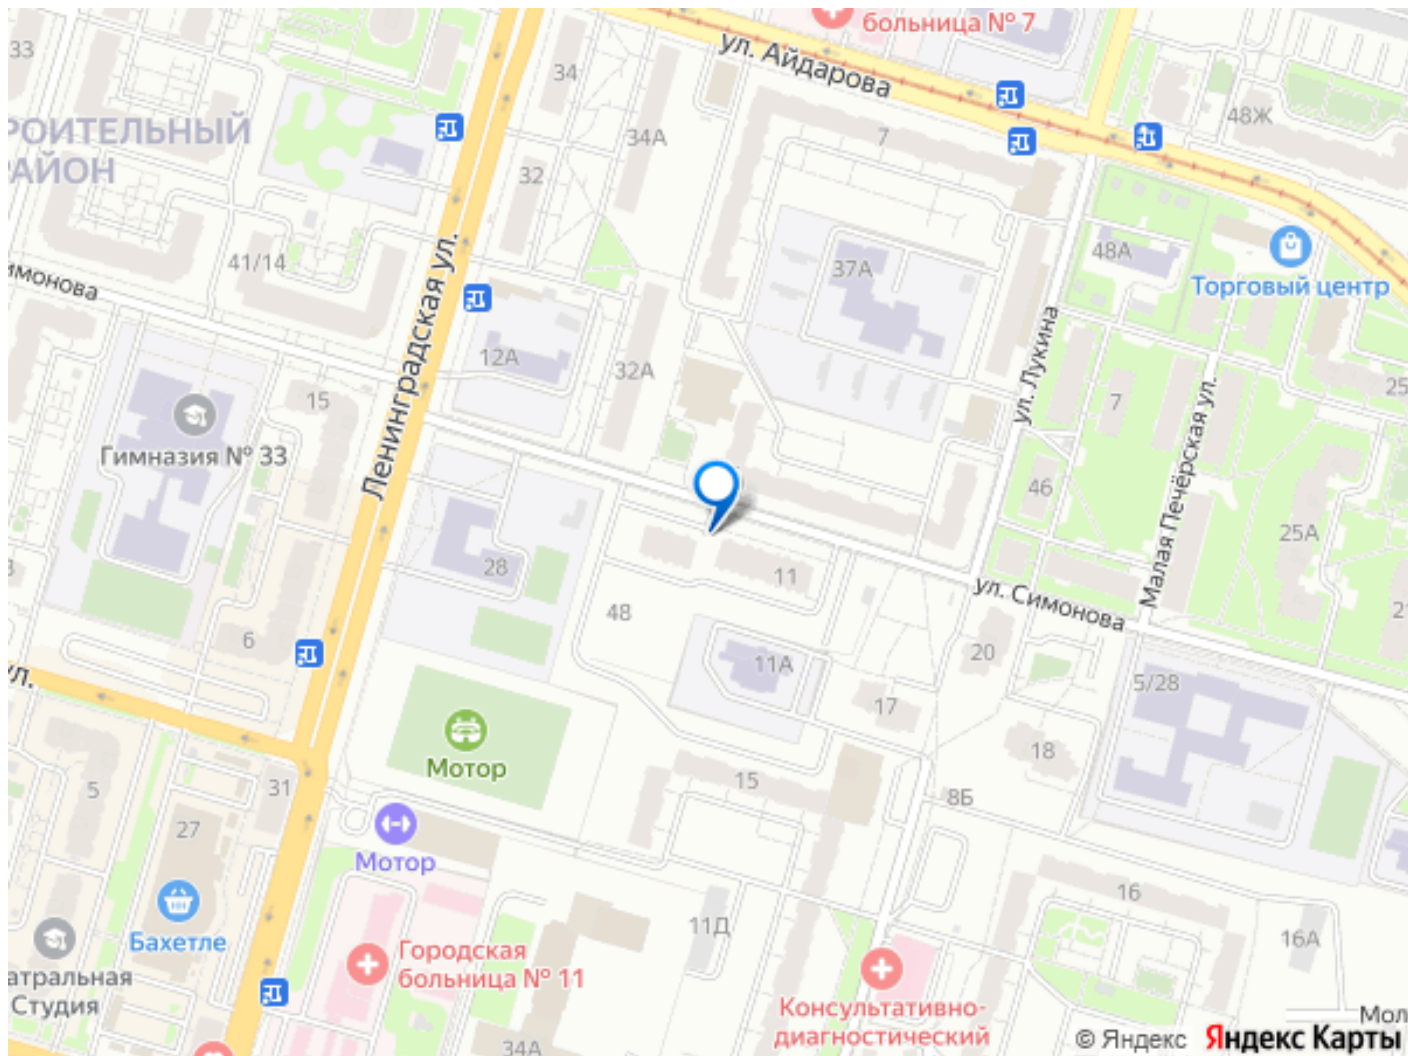 больница № 7
ул. Айдарова
33
34
48Ж
РОИТЕЛЬНЫЙ
АЙОН
34А
7
32
41/14
37А
48А
Торговый центр
имонова
Ленинградская ул.
12А
32А
ул. Лукина
25
15
7
Малая Печёрская ул.
Гимназия № 33
46
25А
28
11
ул. Симонова
48
20
6
11А
5/28
ул.
17
18
Мотор
15
5
31
8Б
27
Мотор
16
11Д
16А
Бахетле
Городская
больница № 11
атральная
Студия
Консультативно-
диагностический
Мол
34А
© Яндекс Яндекс Карты